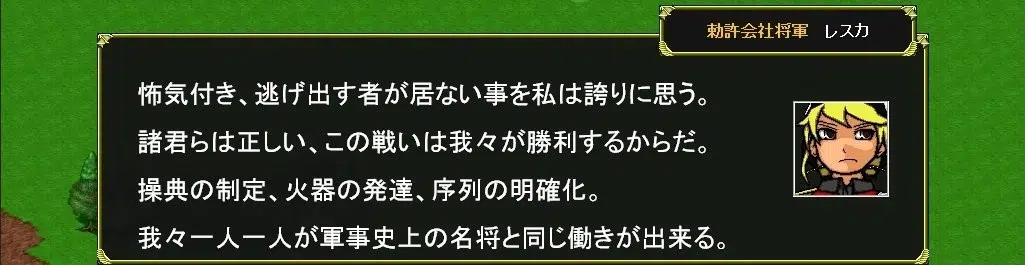 勅許会社将軍　レスカ
怖気付き、逃げ出す者が居ない事を私は誇りに思う。
諸君らは正しい、この戦いは我々が勝利するからだ。
操典の制定、火器の発達、序列の明確化。
我々一人一人が軍事史上の名将と同じ働きが出来る。